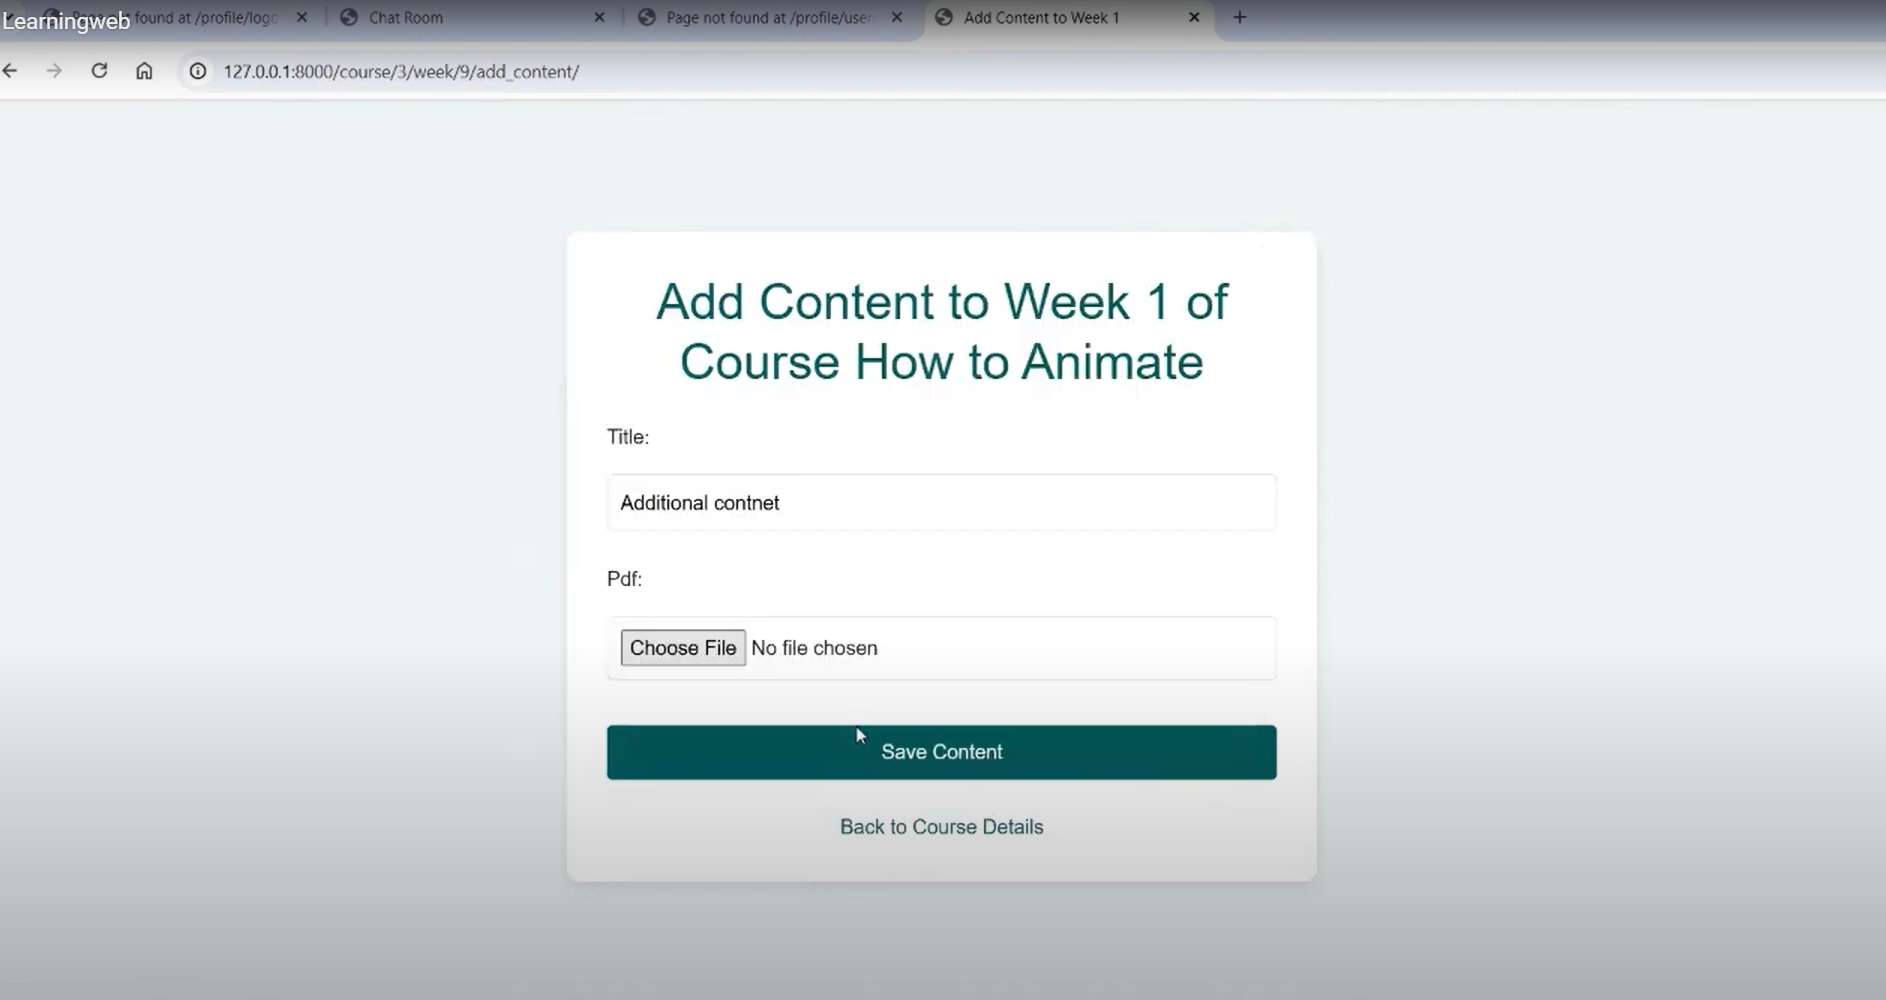 Learningweb
found at /profile/logo
Chat Room
Page not found at /profile/user
Add Content to Week 1
127.0.0.1:8000/course/3/week/9/add_content/
Add Content to Week 1 of
Course How to Animate
Title:
Additional contnet
Pdf:
Choose File No file chosen
Save Content
Back to Course Details